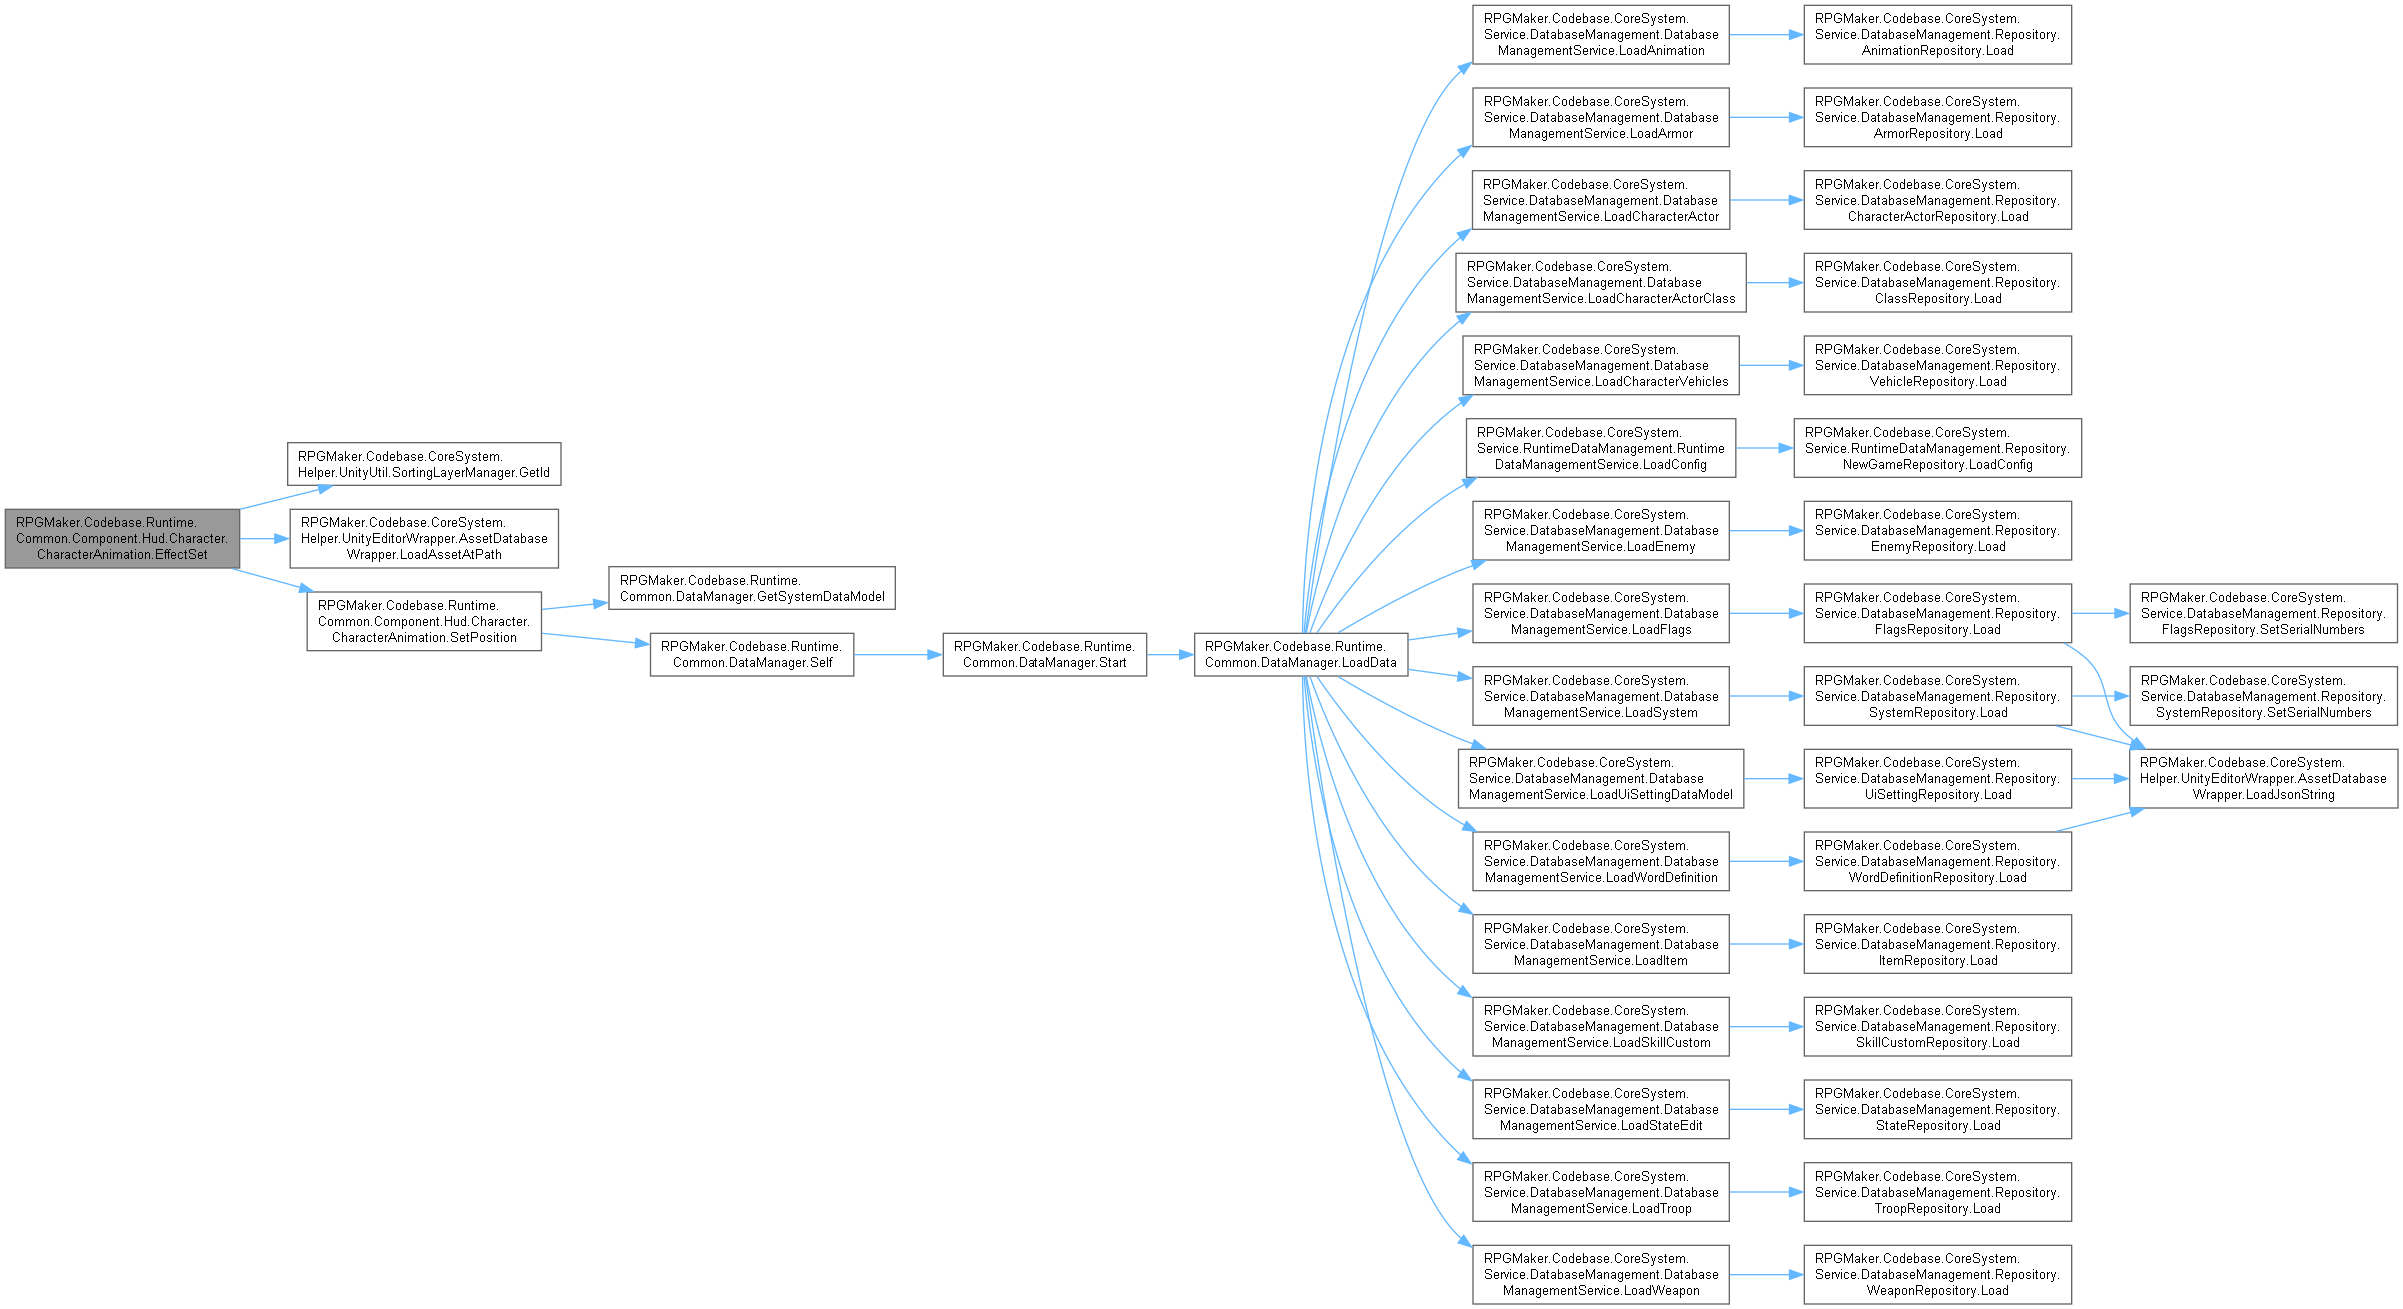 RPGMaker.Codebase.Runtime.
Common.Component.Hud.Character.
CharacterAnimation.EffectSet
RPGMaker.Codebase.CoreSystem.
Helper.UnityUtil.SortingLayerManager.GetId
RPGMaker.Codebase.CoreSystem.
Helper.UnityEditorWrapper.AssetDatabase
Wrapper.LoadAssetAtPath
RPGMaker.Codebase.Runtime.
Common.Component.Hud.Character.
CharacterAnimation.SetPosition
RPGMaker.Codebase.Runtime.
Common.DataManager.GetSystemDataModel
RPGMaker.Codebase.Runtime.
Common.DataManager.Self
RPGMaker.Codebase.Runtime.
Common.DataManager.Start
RPGMaker.Codebase.Runtime.
Common.DataManager.LoadData
RPGMaker.Codebase.CoreSystem.
Service.DatabaseManagement.Database
ManagementService.LoadAnimation
RPGMaker.Codebase.CoreSystem.
Service.DatabaseManagement.Repository.
AnimationRepository.Load
RPGMaker.Codebase.CoreSystem.
Service.DatabaseManagement.Database
ManagementService.LoadArmor
RPGMaker.Codebase.CoreSystem.
Service.DatabaseManagement.Repository.
ArmorRepository.Load
RPGMaker.Codebase.CoreSystem.
Service.DatabaseManagement.Database
ManagementService.LoadCharacterActor
RPGMaker.Codebase.CoreSystem.
Service.DatabaseManagement.Repository.
CharacterActorRepository.Load
RPGMaker.Codebase.CoreSystem.
Service.DatabaseManagement.Database
ManagementService.LoadCharacterActorClass
RPGMaker.Codebase.CoreSystem.
Service.DatabaseManagement.Repository.
ClassRepository.Load
RPGMaker.Codebase.CoreSystem.
Service.DatabaseManagement.Database
ManagementService.LoadCharacterVehicles
RPGMaker.Codebase.CoreSystem.
Service.DatabaseManagement.Repository.
VehicleRepository.Load
RPGMaker.Codebase.CoreSystem.
Service.RuntimeDataManagement.Runtime
DataManagementService.LoadConfig
RPGMaker.Codebase.CoreSystem.
Service.RuntimeDataManagement.Repository.
NewGameRepository.LoadConfig
RPGMaker.Codebase.CoreSystem.
Service.DatabaseManagement.Database
ManagementService.LoadEnemy
RPGMaker.Codebase.CoreSystem.
Service.DatabaseManagement.Repository.
EnemyRepository.Load
RPGMaker.Codebase.CoreSystem.
Service.DatabaseManagement.Database
ManagementService.LoadFlags
RPGMaker.Codebase.CoreSystem.
Service.DatabaseManagement.Repository.
FlagsRepository.Load
RPGMaker.Codebase.CoreSystem.
Service.DatabaseManagement.Repository.
FlagsRepository.SetSerialNumbers
RPGMaker.Codebase.CoreSystem.
Service.DatabaseManagement.Database
ManagementService.LoadSystem
RPGMaker.Codebase.CoreSystem.
Service.DatabaseManagement.Repository.
SystemRepository.Load
RPGMaker.Codebase.CoreSystem.
Service.DatabaseManagement.Repository.
SystemRepository.SetSerialNumbers
RPGMaker.Codebase.CoreSystem.
Service.DatabaseManagement.Database
ManagementService.LoadUiSettingDataModel
RPGMaker.Codebase.CoreSystem.
Service.DatabaseManagement.Repository.
UiSettingRepository.Load
RPGMaker.Codebase.CoreSystem.
Helper.UnityEditorWrapper.AssetDatabase
Wrapper.LoadJsonString
RPGMaker.Codebase.CoreSystem.
Service.DatabaseManagement.Database
ManagementService.LoadWordDefinition
RPGMaker.Codebase.CoreSystem.
Service.DatabaseManagement.Repository.
WordDefinitionRepository.Load
RPGMaker.Codebase.CoreSystem.
Service.DatabaseManagement.Database
ManagementService.LoadItem
RPGMaker.Codebase.CoreSystem.
Service.DatabaseManagement.Repository.
ItemRepository.Load
RPGMaker.Codebase.CoreSystem.
Service.DatabaseManagement.Database
ManagementService.LoadSkillCustom
RPGMaker.Codebase.CoreSystem.
Service.DatabaseManagement.Repository.
SkillCustomRepository.Load
RPGMaker.Codebase.CoreSystem.
Service.DatabaseManagement.Database
ManagementService.LoadStateEdit
RPGMaker.Codebase.CoreSystem.
Service.DatabaseManagement.Repository.
StateRepository.Load
RPGMaker.Codebase.CoreSystem.
Service.DatabaseManagement.Database
ManagementService.LoadTroop
RPGMaker.Codebase.CoreSystem.
Service.DatabaseManagement.Repository.
TroopRepository.Load
RPGMaker.Codebase.CoreSystem.
Service.DatabaseManagement.Database
ManagementService.LoadWeapon
RPGMaker.Codebase.CoreSystem.
Service.DatabaseManagement.Repository.
WeaponRepository.Load